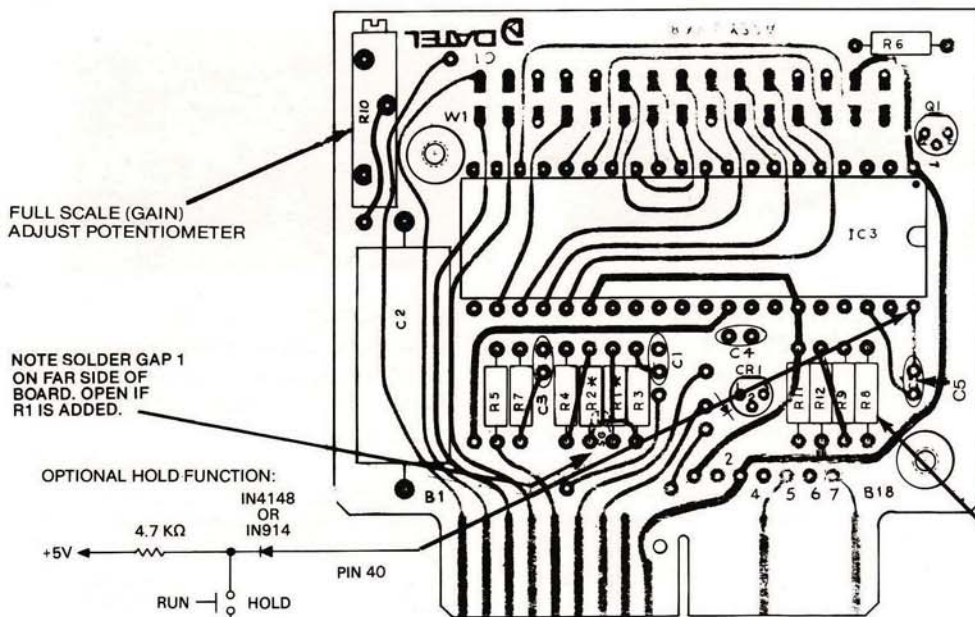 DATEL
C1
R6
R10
W1
Q1
FULL SCALE (GAIN)
ADJUST POTENTIOMETER
IC3
C2
NOTE SOLDER GAP 1
ON FAR SIDE OF
BOARD. OPEN IF
R1 IS ADDED.
C1
C4
CR1
C5
R5
R7
C3
R4
R2*
R1*
R3
R11
R12
R9
R8
2
B1
4
5
6
7
B18
OPTIONAL HOLD FUNCTION:
IN4148
OR
IN914
4.7 KΩ
+5V
PIN 40
RUN
HOLD